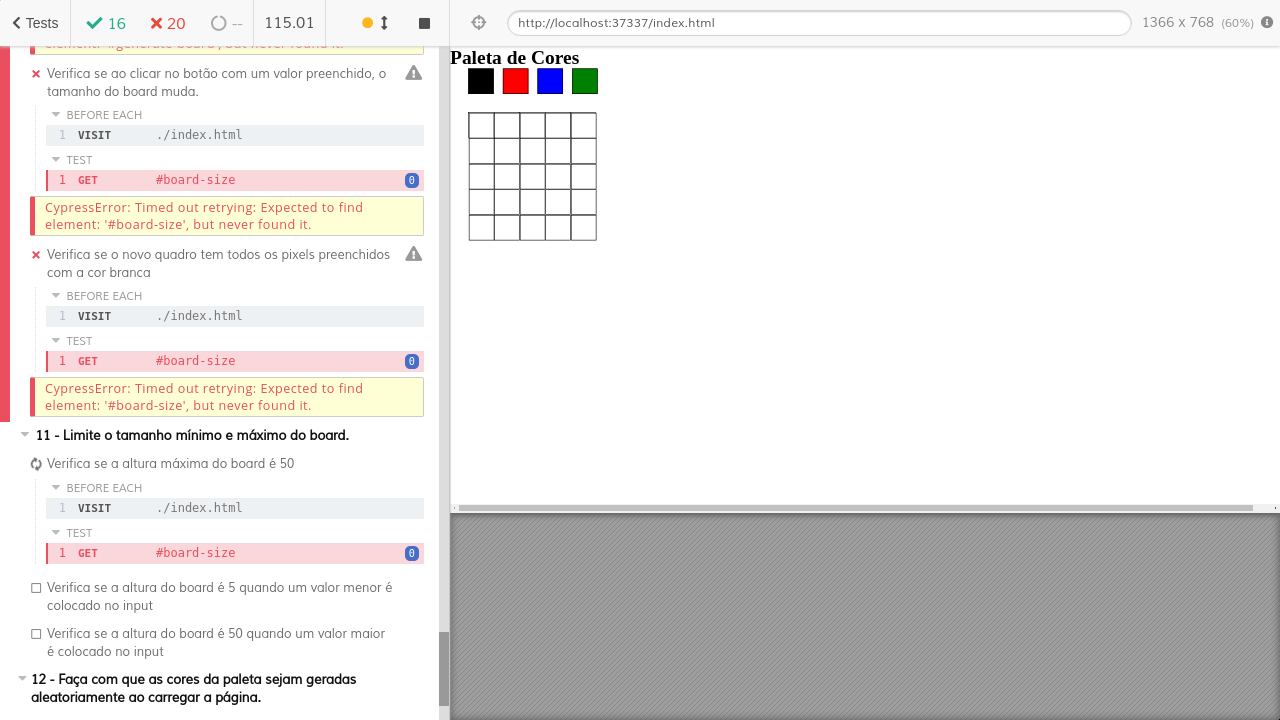 Tests 16 20 -- 115.01
http://localhost:37337/index.html 1366 x 768 (60%)
element: '#generate-board', but never found it.
Verifica se ao clicar no botão com um valor preenchido, o
tamanho do board muda.
BEFORE EACH
1 VISIT ./index.html
TEST
1 GET #board-size 0
CypressError: Timed out retrying: Expected to find
element: '#board-size', but never found it.
Verifica se o novo quadro tem todos os pixels preenchidos
com a cor branca
BEFORE EACH
1 VISIT ./index.html
TEST
1 GET #board-size 0
CypressError: Timed out retrying: Expected to find
element: '#board-size', but never found it.
11 - Limite o tamanho mínimo e máximo do board.
Verifica se a altura máxima do board é 50
BEFORE EACH
1 VISIT ./index.html
TEST
1 GET #board-size 0
Verifica se a altura do board é 5 quando um valor menor é
colocado no input
Verifica se a altura do board é 50 quando um valor maior
é colocado no input
12 - Faça com que as cores da paleta sejam geradas
aleatoriamente ao carregar a página.
Paleta de Cores